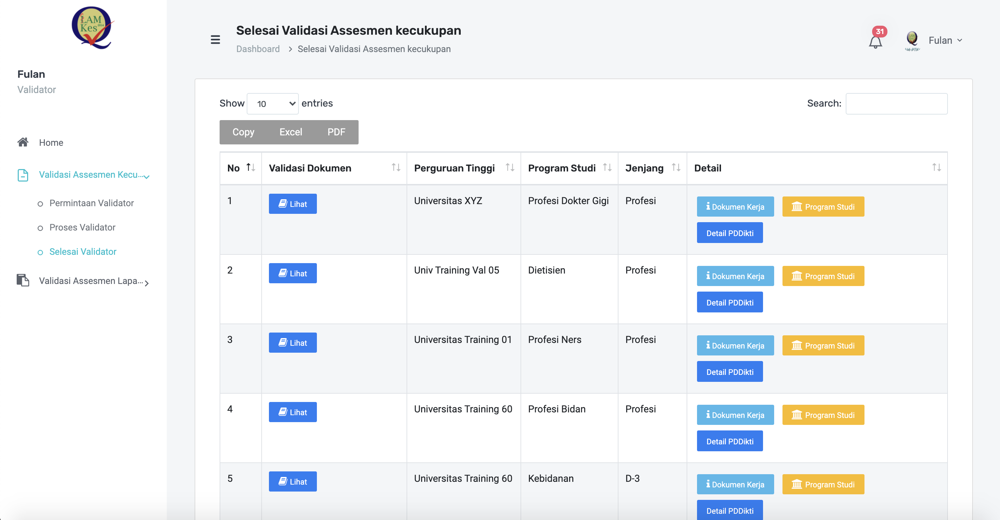 LAM
Kes 2014
Fulan
Validator
Home
Validasi Assesmen Kecu...
Permintaan Validator
Proses Validator
Selesai Validator
Validasi Assesmen Lapa...
Selesai Validasi Assesmen kecukupan
Dashboard > Selesai Validasi Assesmen kecukupan
31
Fulan
Show 10 entries
Search:
Copy Excel PDF
No Validasi Dokumen Perguruan Tinggi Program Studi Jenjang Detail
1 Lihat Universitas XYZ Profesi Dokter Gigi Profesi Dokumen Kerja Program Studi
Detail PDDikti
2 Lihat Univ Training Val 05 Dietisien Profesi Dokumen Kerja Program Studi
Detail PDDikti
3 Lihat Universitas Training 01 Profesi Ners Profesi Dokumen Kerja Program Studi
Detail PDDikti
4 Lihat Universitas Training 60 Profesi Bidan Profesi Dokumen Kerja Program Studi
Detail PDDikti
5 Lihat Universitas Training 60 Kebidanan D-3 Dokumen Kerja Program Studi
Detail PDDikti